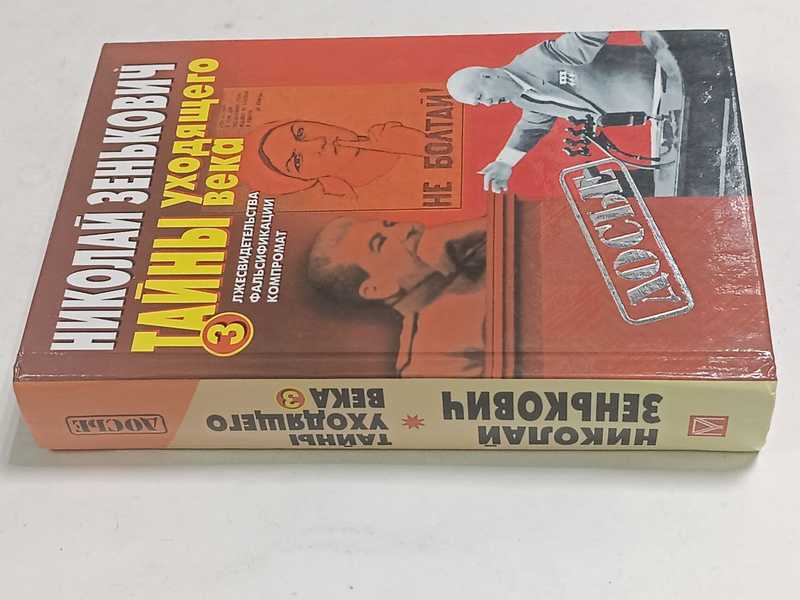 НИКОЛАЙ ЗЕНЬКОВИЧ
ТАЙНЫ УХОДЯЩЕГО
века
3
ЛЖЕСВИДЕТЕЛЬСТВА
ФАЛЬСИФИКАЦИИ
КОМПРОМАТ
НЕ БОЛТАЙ!
ДОСЬЕ
НИКОЛАЙ
ЗЕНЬКОВИЧ
ТАЙНЫ
УХОДЯЩЕГО
ВЕКА 3
ДОСЬЕ